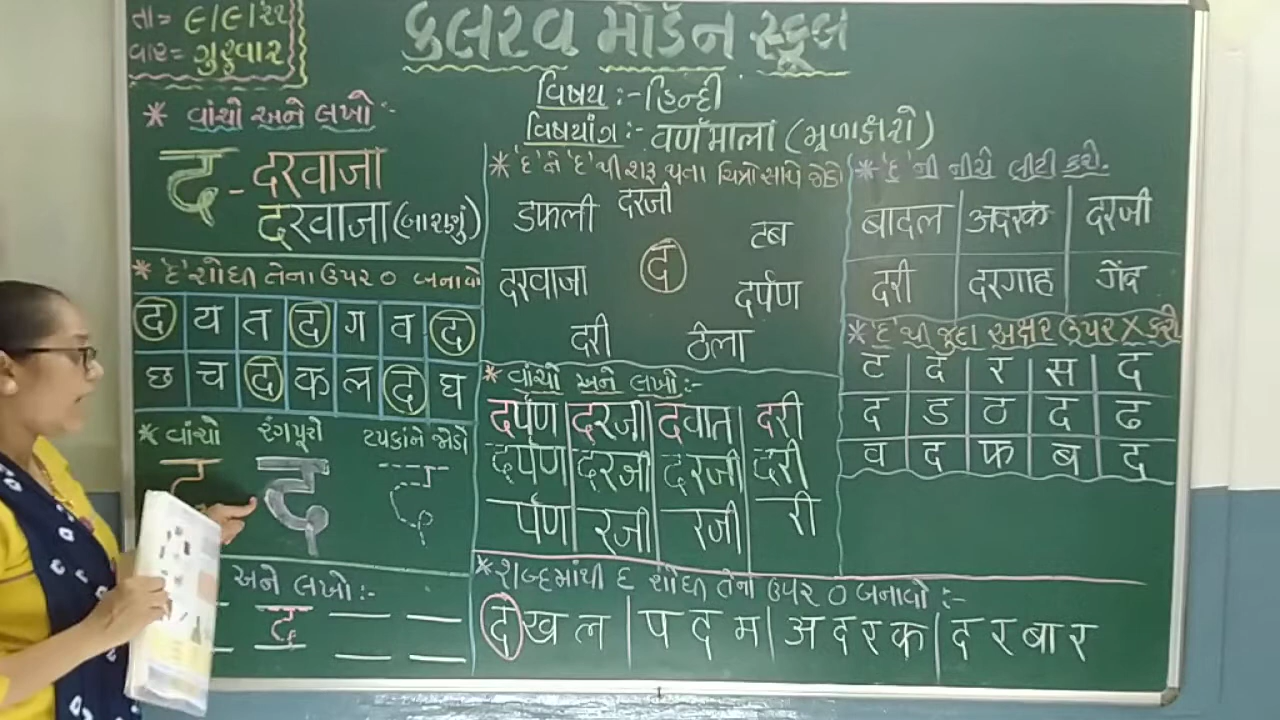 તા= ૯/૯/૨૧
વાર= ગુરુવાર
કલરવ મોર્ડન સ્કૂલ
વિષય :- હિન્દી
વિષયાંગ :- વર્ણમાલા (મૂળાક્ષરો)
* વાંચો અને લખો :-
द - दरवाजा
दरवाजा (બારણું)
* 'द' શોધી તેના ઉપર ૦ બનાવો
द य त द ग व द
छ च द क ल द घ
* વાંચો રંગપૂરો ટપકાંને જોડો
द द द
અને લખો :-
द
* 'દ' ને 'દ' થી શરૂ થતા ચિત્રો સાથે જોડો
डफली दरजी
टब
द
दरवाजा दर्पण
दरी ठेला
* વાંચો અને લખો :-
दर्पण दरजी दवात दरी
दर्पण दरजी दरजी दरी
र्पण रजी रजी री
* 'દ' ની નીચે લીટી કરો.
बादल अदरक दरजी
दरी दरगाह गेंद
* 'દ' થી જુદા અક્ષર ઉપર X કરો
ट द र स द
द ड ठ द ढ
व द फ ब द
* શબ્દમાંથી દ શોધી તેના ઉપર ૦ બનાવો :-
दखल पदम अदरक दरबार